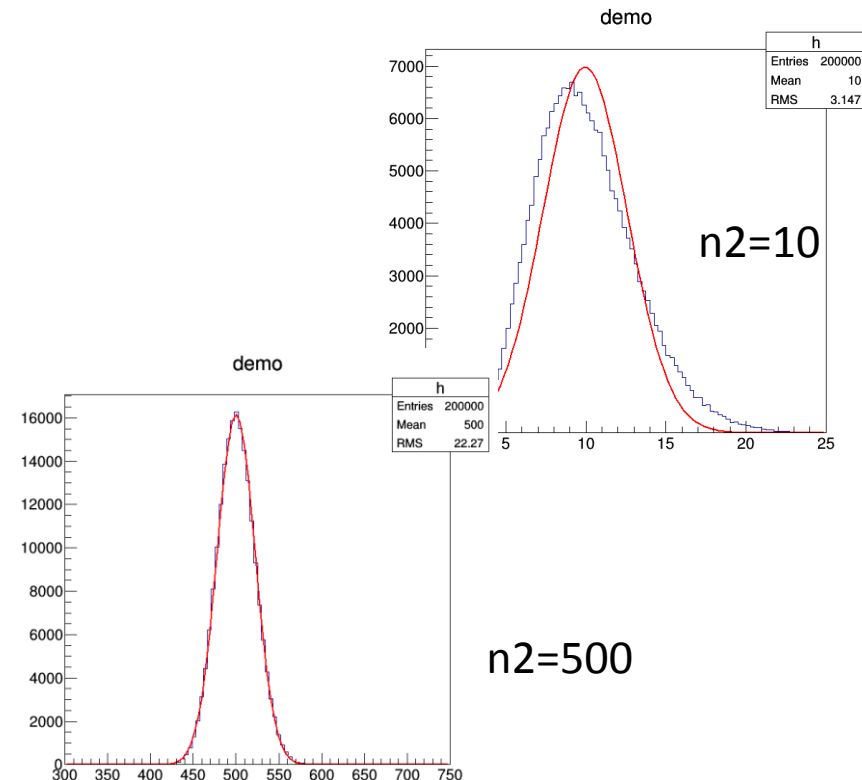 demo
h
Entries 200000
Mean 10
RMS 3.147
7000
6000
5000
4000
3000
2000
n2=10
5 10 15 20 25
demo
h
Entries 200000
Mean 500
RMS 22.27
16000
14000
12000
10000
8000
6000
4000
2000
0
300 350 400 450 500 550 600 650 700 750
n2=500